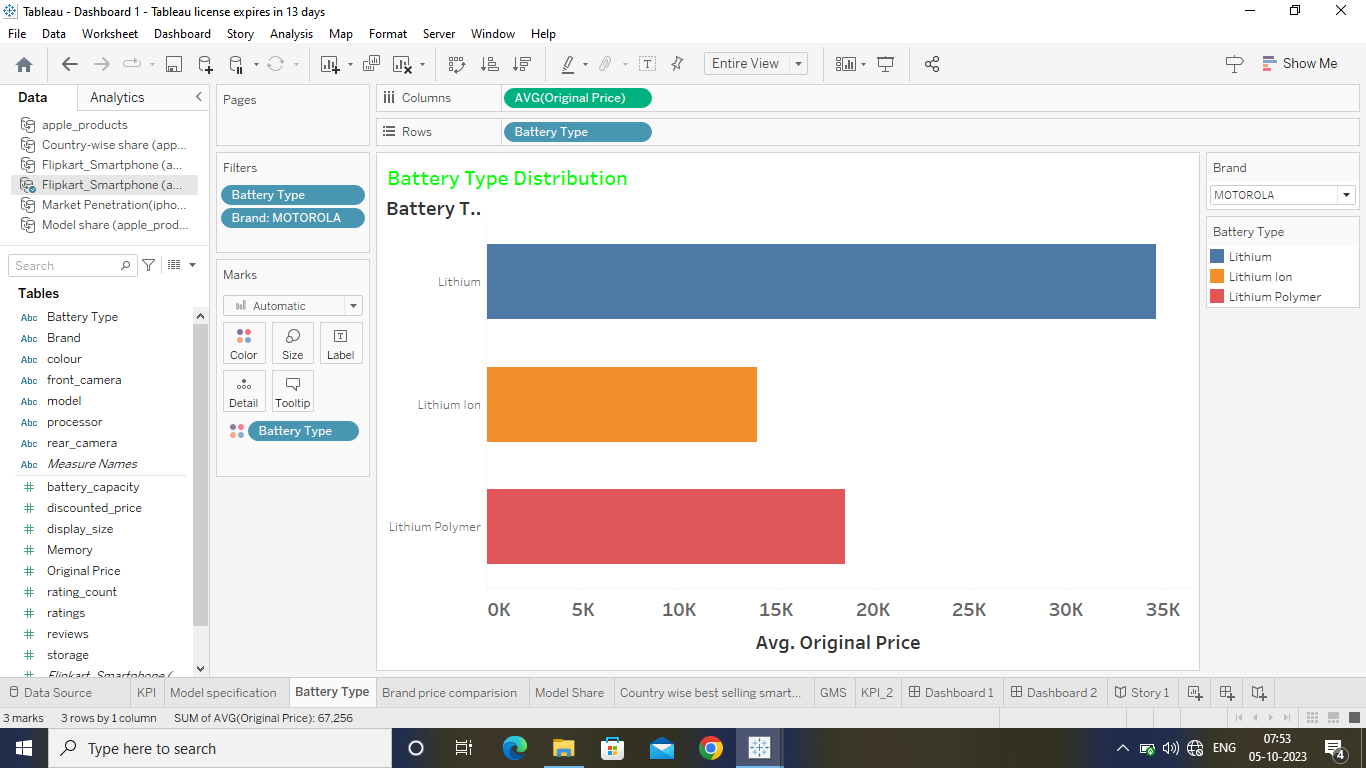 Tableau - Dashboard 1 - Tableau license expires in 13 days
File Data Worksheet Dashboard Story Analysis Map Format Server Window Help
Entire View
Show Me
Data Analytics
apple_products
Country-wise share (app...
Flipkart_Smartphone (a...
Flipkart_Smartphone (a...
Market Penetration(ipho...
Model share (apple_prod...
Search
Tables
Abc Battery Type
Abc Brand
Abc colour
Abc front_camera
Abc model
Abc processor
Abc rear_camera
Abc Measure Names
# battery_capacity
# discounted_price
# display_size
# Memory
# Original Price
# rating_count
# ratings
# reviews
# storage
# Flipkart_Smartphone (
Pages
Filters
Battery Type
Brand: MOTOROLA
Marks
Automatic
Color Size Label
Detail Tooltip
Battery Type
Columns AVG(Original Price)
Rows Battery Type
Battery Type Distribution
Battery T..
Lithium
Lithium Ion
Lithium Polymer
0K 5K 10K 15K 20K 25K 30K 35K
Avg. Original Price
Brand
MOTOROLA
Battery Type
Lithium
Lithium Ion
Lithium Polymer
Data Source KPI Model specification Battery Type Brand price comparision Model Share Country wise best selling smart... GMS KPI_2 Dashboard 1 Dashboard 2 Story 1
3 marks 3 rows by 1 column SUM of AVG(Original Price): 67,256
Type here to search
ENG
07:53
05-10-2023
4